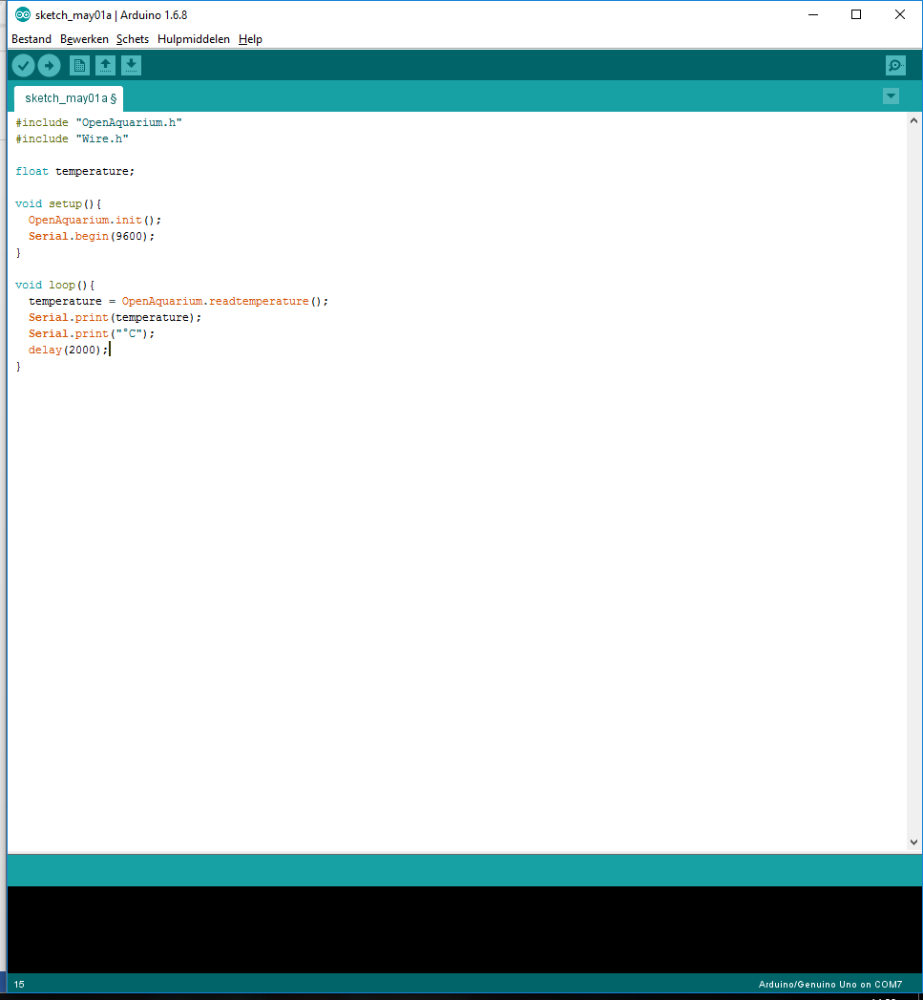 sketch_may01a | Arduino 1.6.8
Bestand Bewerken Schets Hulpmiddelen Help
sketch_may01a §
#include "OpenAquarium.h"
#include "Wire.h"
float temperature;
void setup(){
  OpenAquarium.init();
  Serial.begin(9600);
}
void loop(){
  temperature = OpenAquarium.readtemperature();
  Serial.print(temperature);
  Serial.print("°C");
  delay(2000);
}
15
Arduino/Genuino Uno on COM7